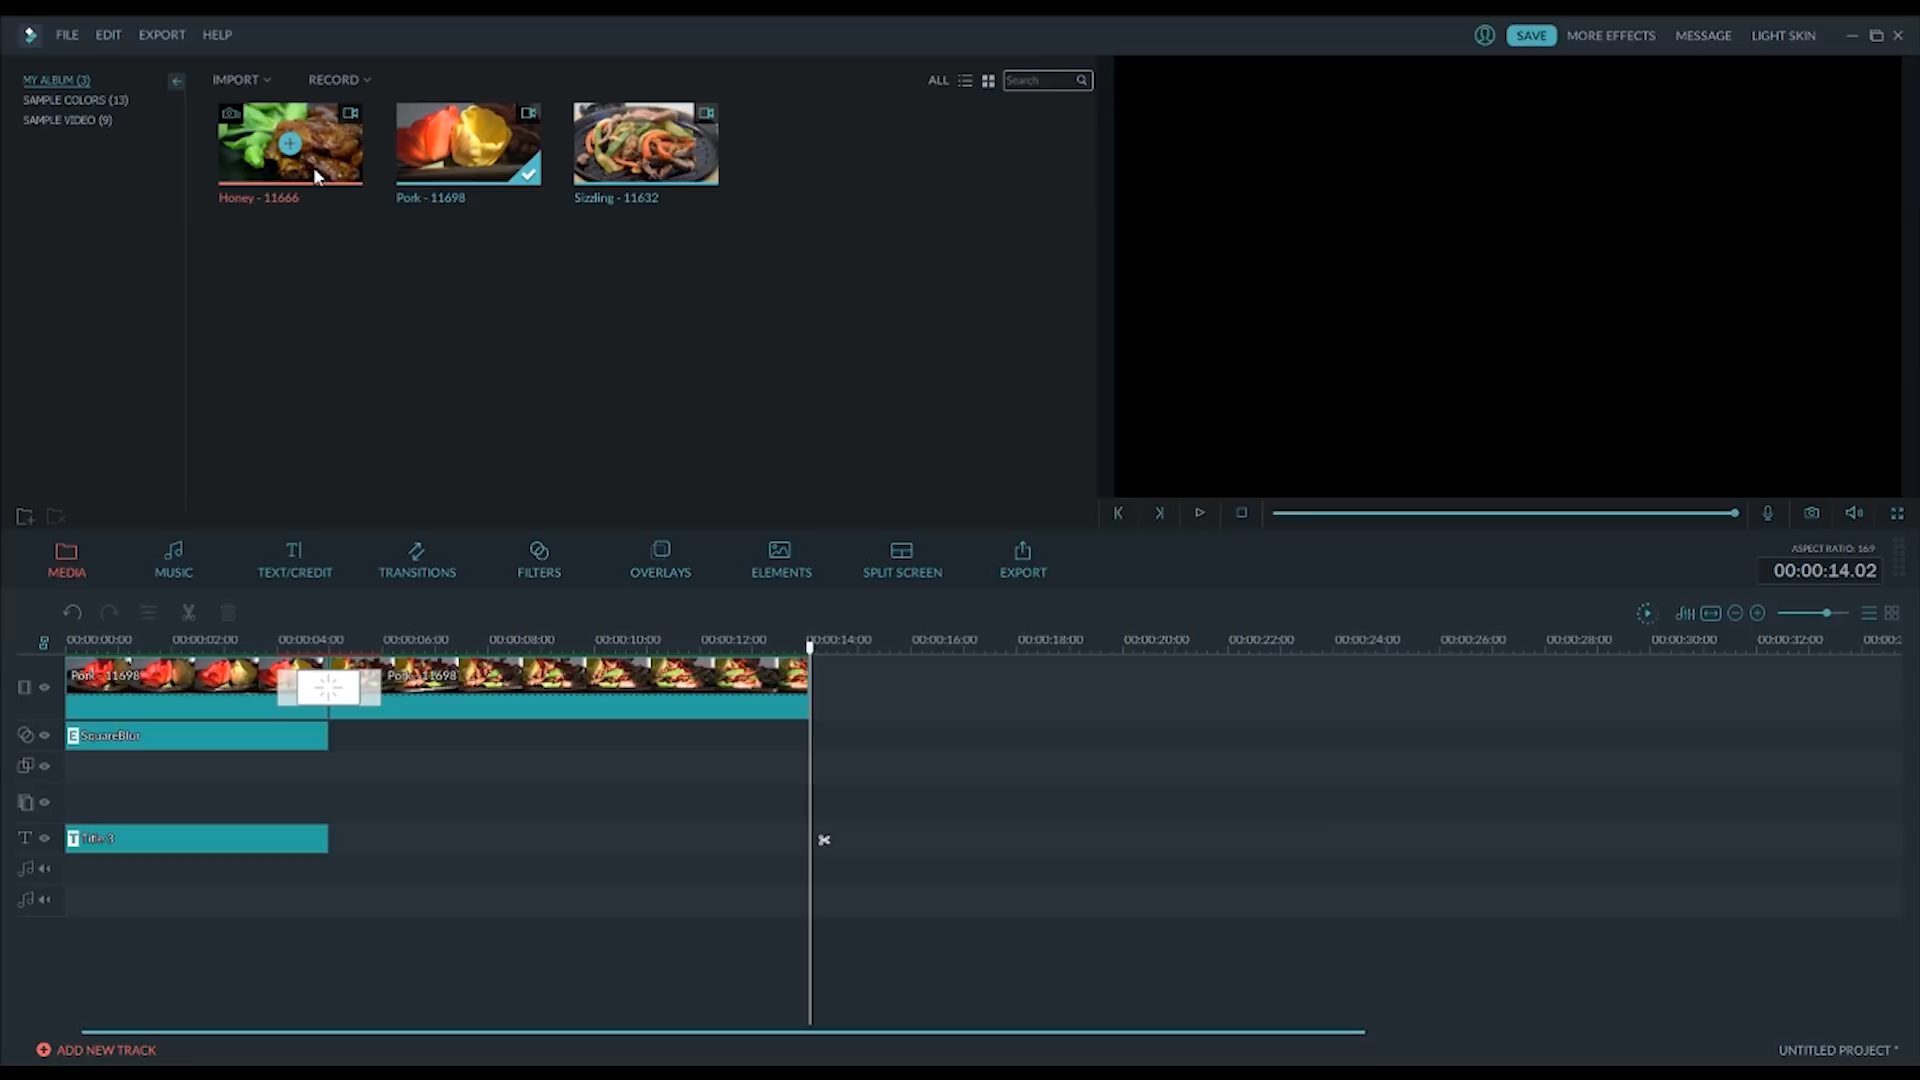 FILE EDIT EXPORT HELP
SAVE MORE EFFECTS MESSAGE LIGHT SKIN
MY ALBUM (3)
SAMPLE COLORS (13)
SAMPLE VIDEO (9)
IMPORT RECORD
ALL Search
Honey - 11666 Pork - 11698 Sizzling - 11632
MEDIA MUSIC TEXT/CREDIT TRANSITIONS FILTERS OVERLAYS ELEMENTS SPLIT SCREEN EXPORT
ASPECT RATIO: 16:9
00:00:14.02
00:00:00:00 00:00:02:00 00:00:04:00 00:00:06:00 00:00:08:00 00:00:10:00 00:00:12:00 00:00:14:00 00:00:16:00 00:00:18:00 00:00:20:00 00:00:22:00 00:00:24:00 00:00:26:00 00:00:28:00 00:00:30:00 00:00:32:00 00:00:
Pork - 11698 Pork - 11698
E SquareBlur
T Title 3
ADD NEW TRACK
UNTITLED PROJECT *